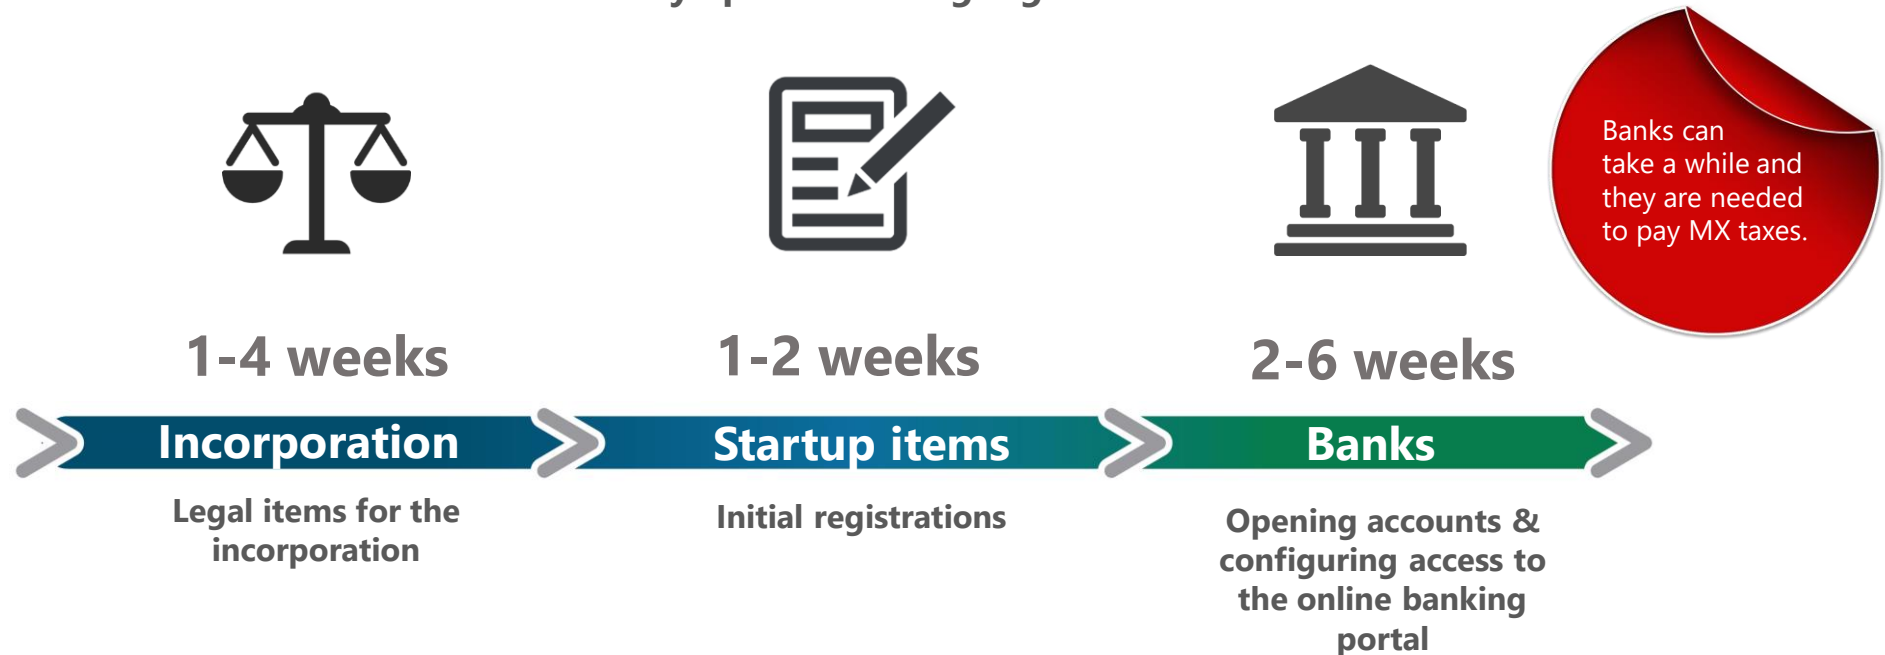 Banks can
take a while and
they are needed
to pay MX taxes.
1-4 weeks
1-2 weeks
2-6 weeks
Incorporation
Startup items
Banks
Legal items for the
incorporation
Initial registrations
Opening accounts &
configuring access to
the online banking
portal